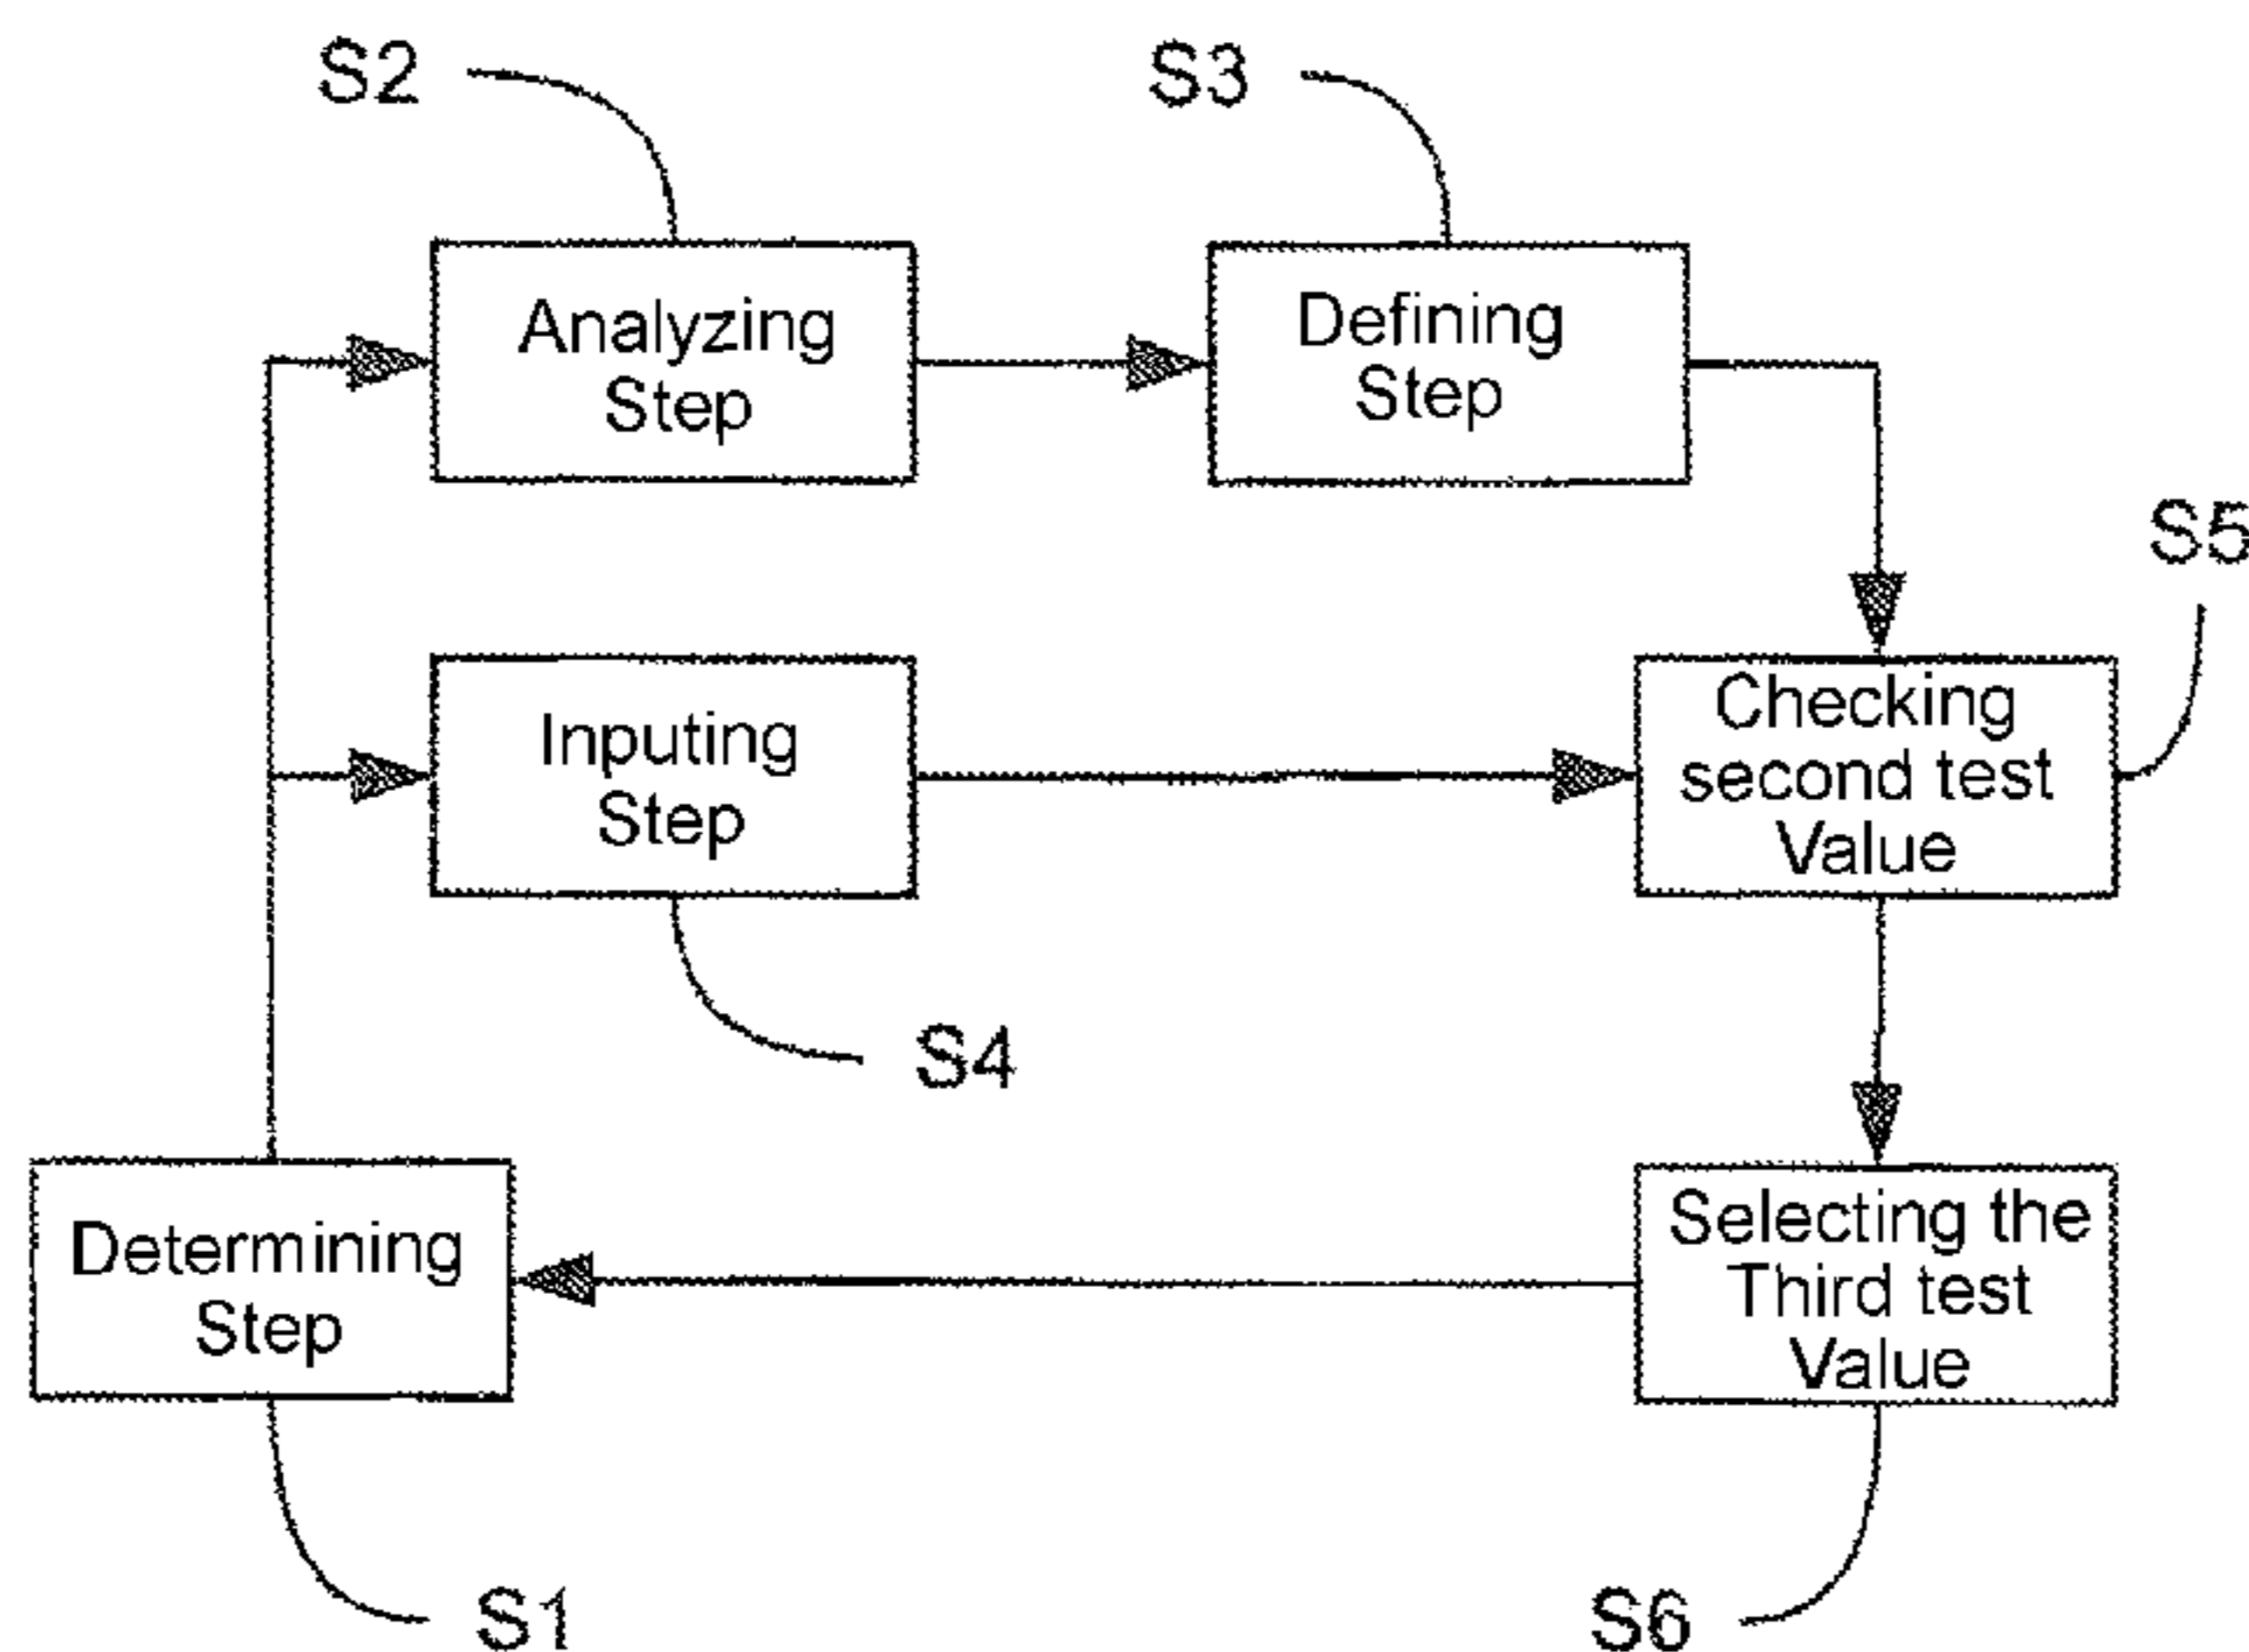 S2
S3
Analyzing
Step
Defining
Step
S5
Inputing
Step
Checking
second test
Value
S4
Determining
Step
Selecting the
Third test
Value
S1
S6